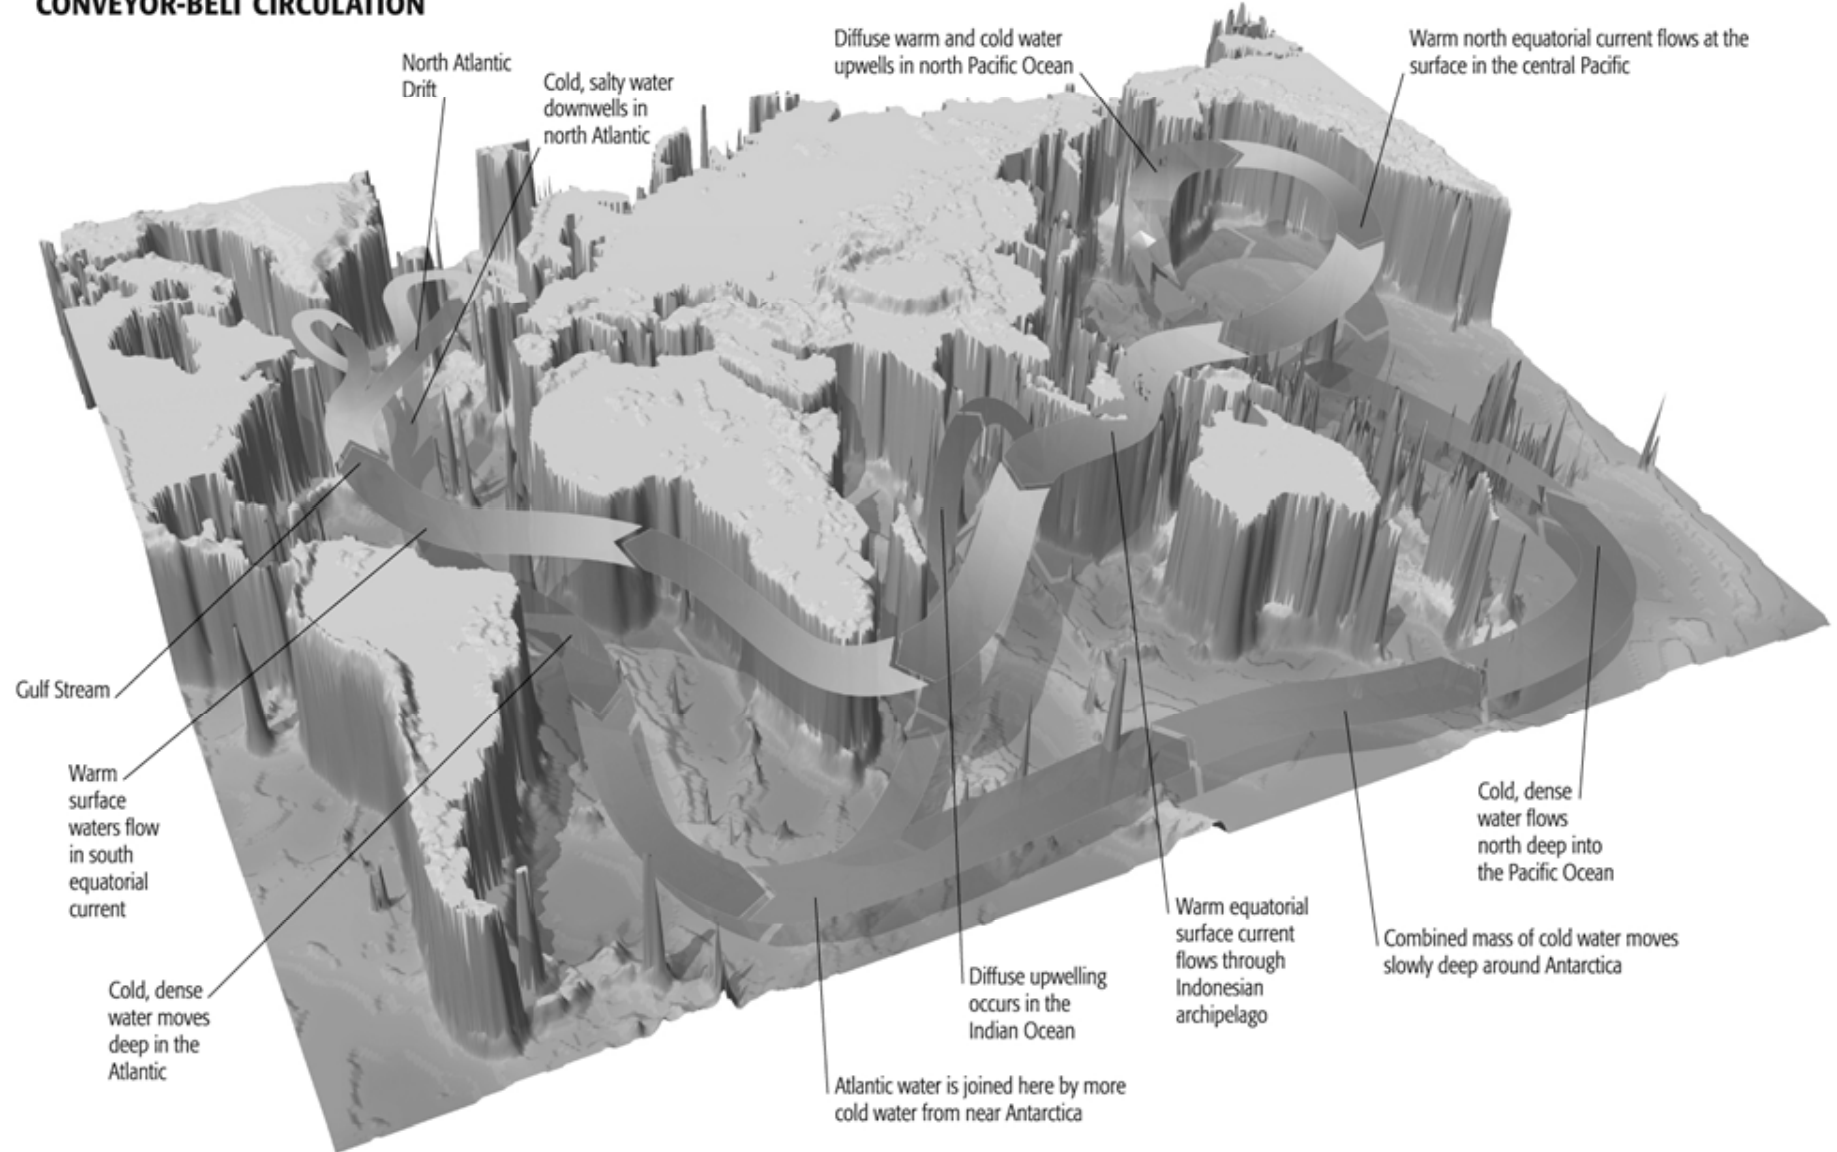 CONVEYOR-BELT CIRCULATION
North Atlantic
Drift
Cold, salty water
downwells in
north Atlantic
Diffuse warm and cold water
upwells in north Pacific Ocean
Warm north equatorial current flows at the
surface in the central Pacific
Gulf Stream
Warm
surface
waters flow
in south
equatorial
current
Cold, dense
water moves
deep in the
Atlantic
Atlantic water is joined here by more
cold water from near Antarctica
Diffuse upwelling
occurs in the
Indian Ocean
Warm equatorial
surface current
flows through
Indonesian
archipelago
Combined mass of cold water moves
slowly deep around Antarctica
Cold, dense
water flows
north deep into
the Pacific Ocean